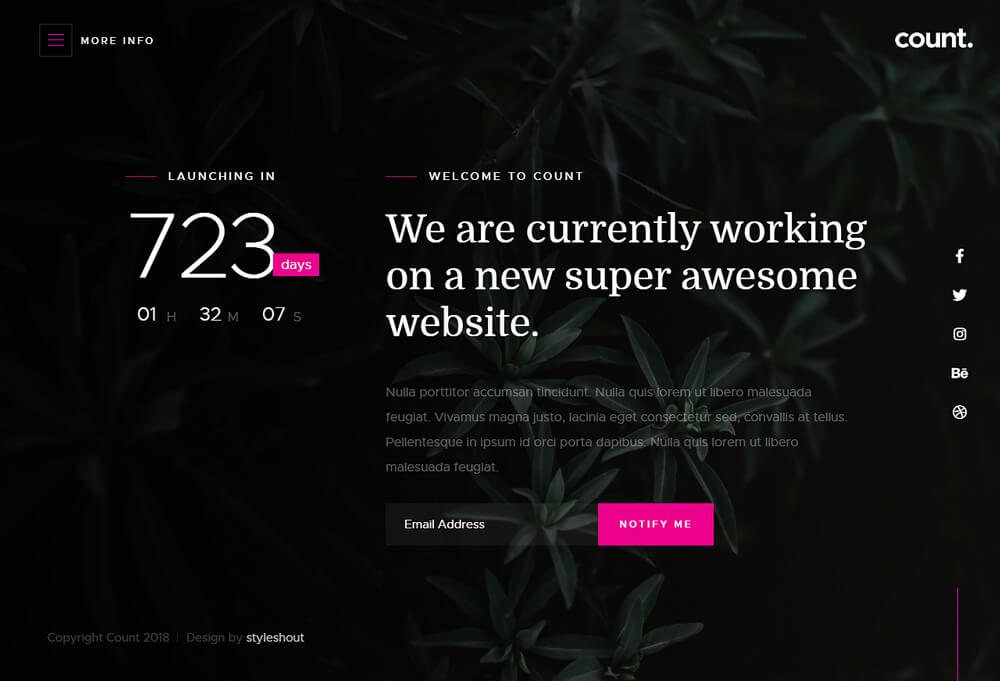 MORE INFO
count.
LAUNCHING IN
723 days
01 H 32 M 07 S
WELCOME TO COUNT
We are currently working
on a new super awesome
website.
Nulla porttitor accumsan tincidunt. Nulla quis lorem ut libero malesuada
feugiat. Vivamus magna justo, lacinia eget consectetur sed, convallis at tellus.
Pellentesque in ipsum id orci porta dapibus. Nulla quis lorem ut libero
malesuada feugiat.
Email Address
NOTIFY ME
Bē
Copyright Count 2018 | Design by styleshout